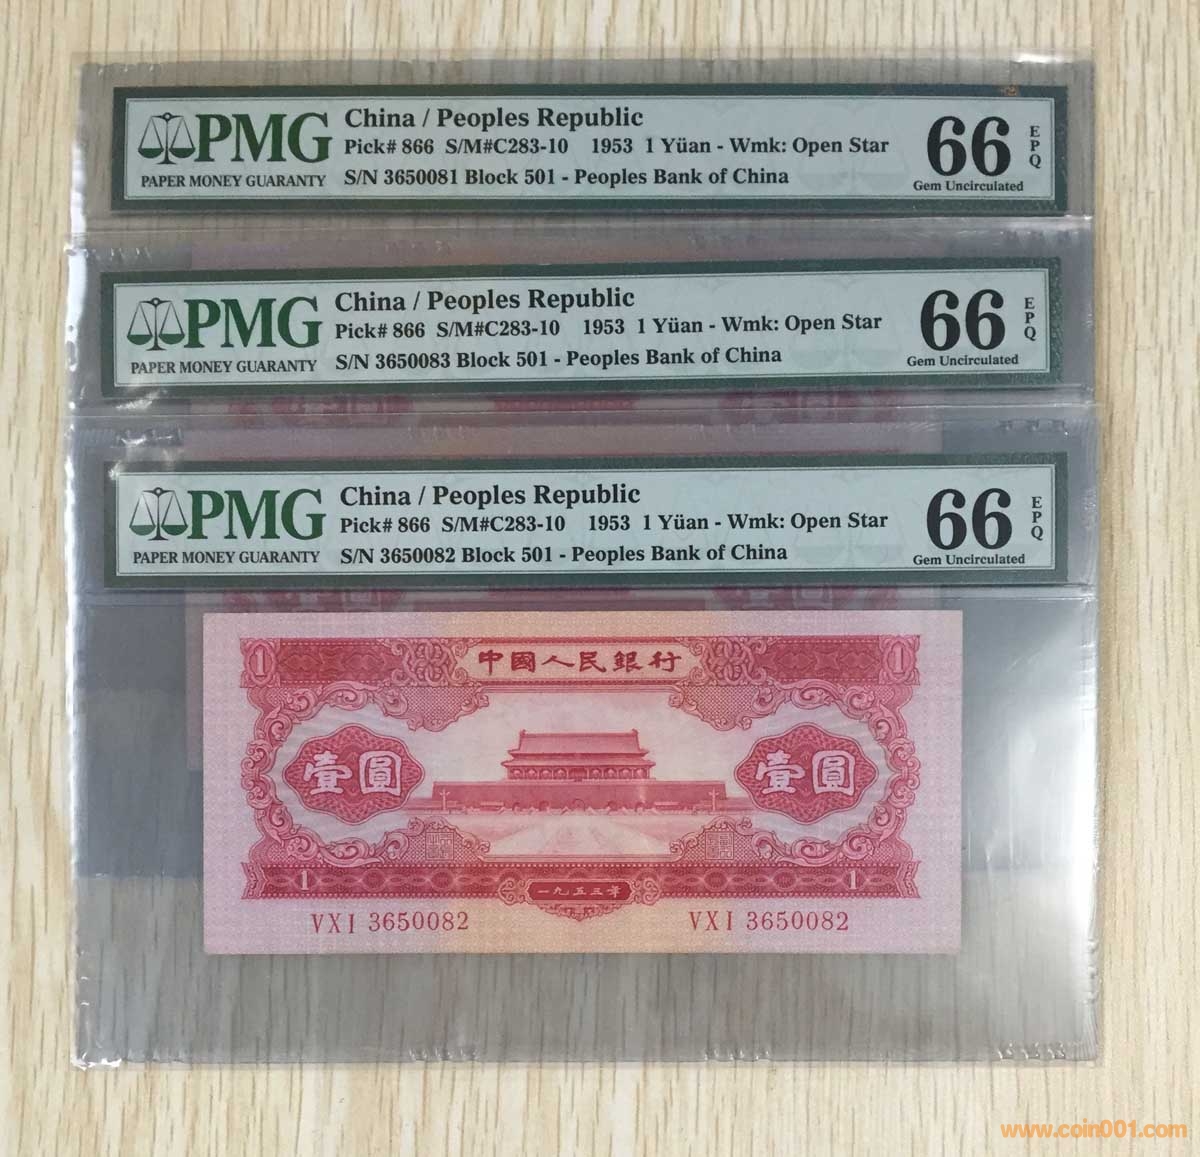 PMG
PAPER MONEY GUARANTY
China / Peoples Republic
Pick# 866 S/M#C283-10 1953 1 Yüan - Wmk: Open Star
S/N 3650081 Block 501 - Peoples Bank of China
66
Gem Uncirculated
EPQ
PMG
PAPER MONEY GUARANTY
China / Peoples Republic
Pick# 866 S/M#C283-10 1953 1 Yüan - Wmk: Open Star
S/N 3650083 Block 501 - Peoples Bank of China
66
Gem Uncirculated
EPQ
PMG
PAPER MONEY GUARANTY
China / Peoples Republic
Pick# 866 S/M#C283-10 1953 1 Yüan - Wmk: Open Star
S/N 3650082 Block 501 - Peoples Bank of China
66
Gem Uncirculated
EPQ
1 中國人民銀行 1
壹圓 壹圓
1 一九五三年 1
VXI 3650082 VXI 3650082
www.coin001.com